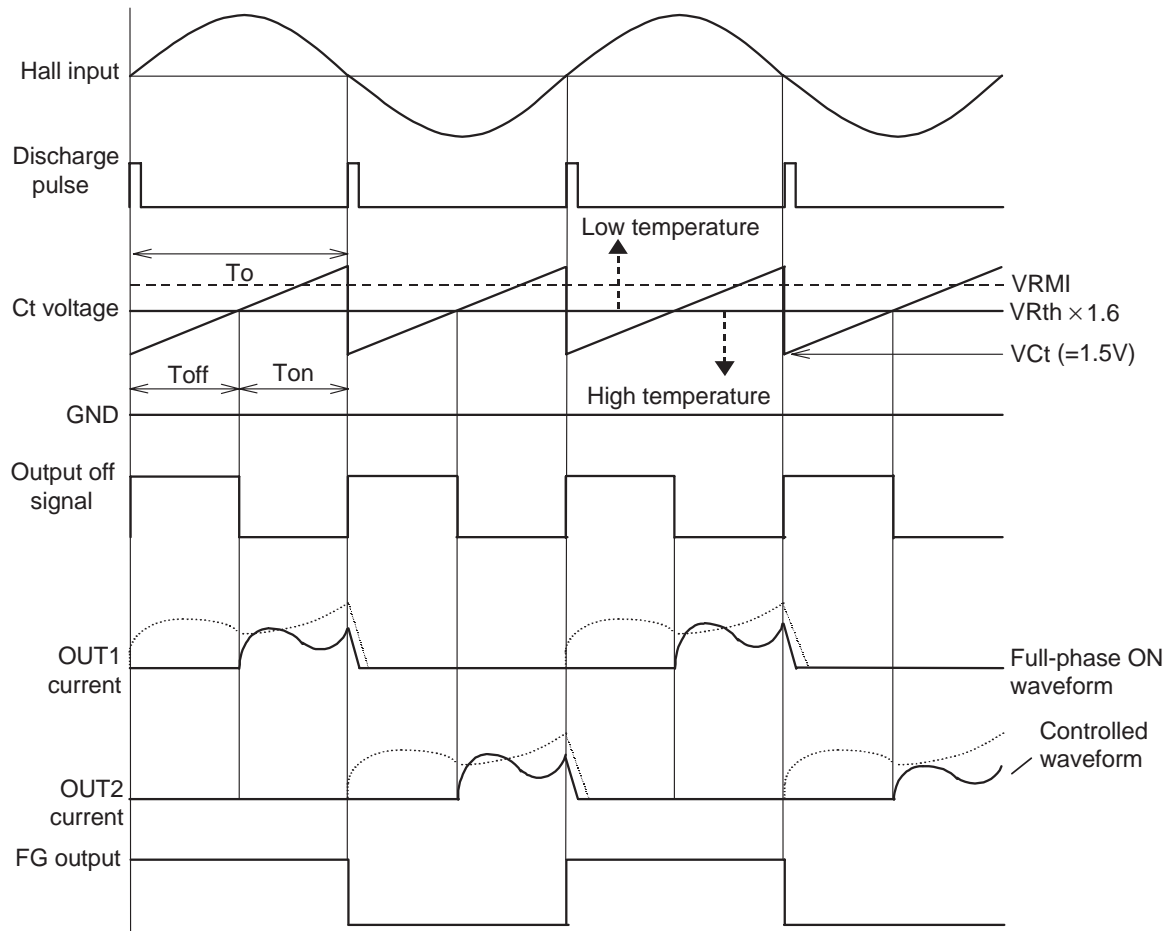 Hall input
Discharge
pulse
Low temperature
To
VRMI
Ct voltage
VRth × 1.6
VCt (=1.5V)
Toff
Ton
High temperature
GND
Output off
signal
OUT1
current
Full-phase ON
waveform
Controlled
waveform
OUT2
current
FG output